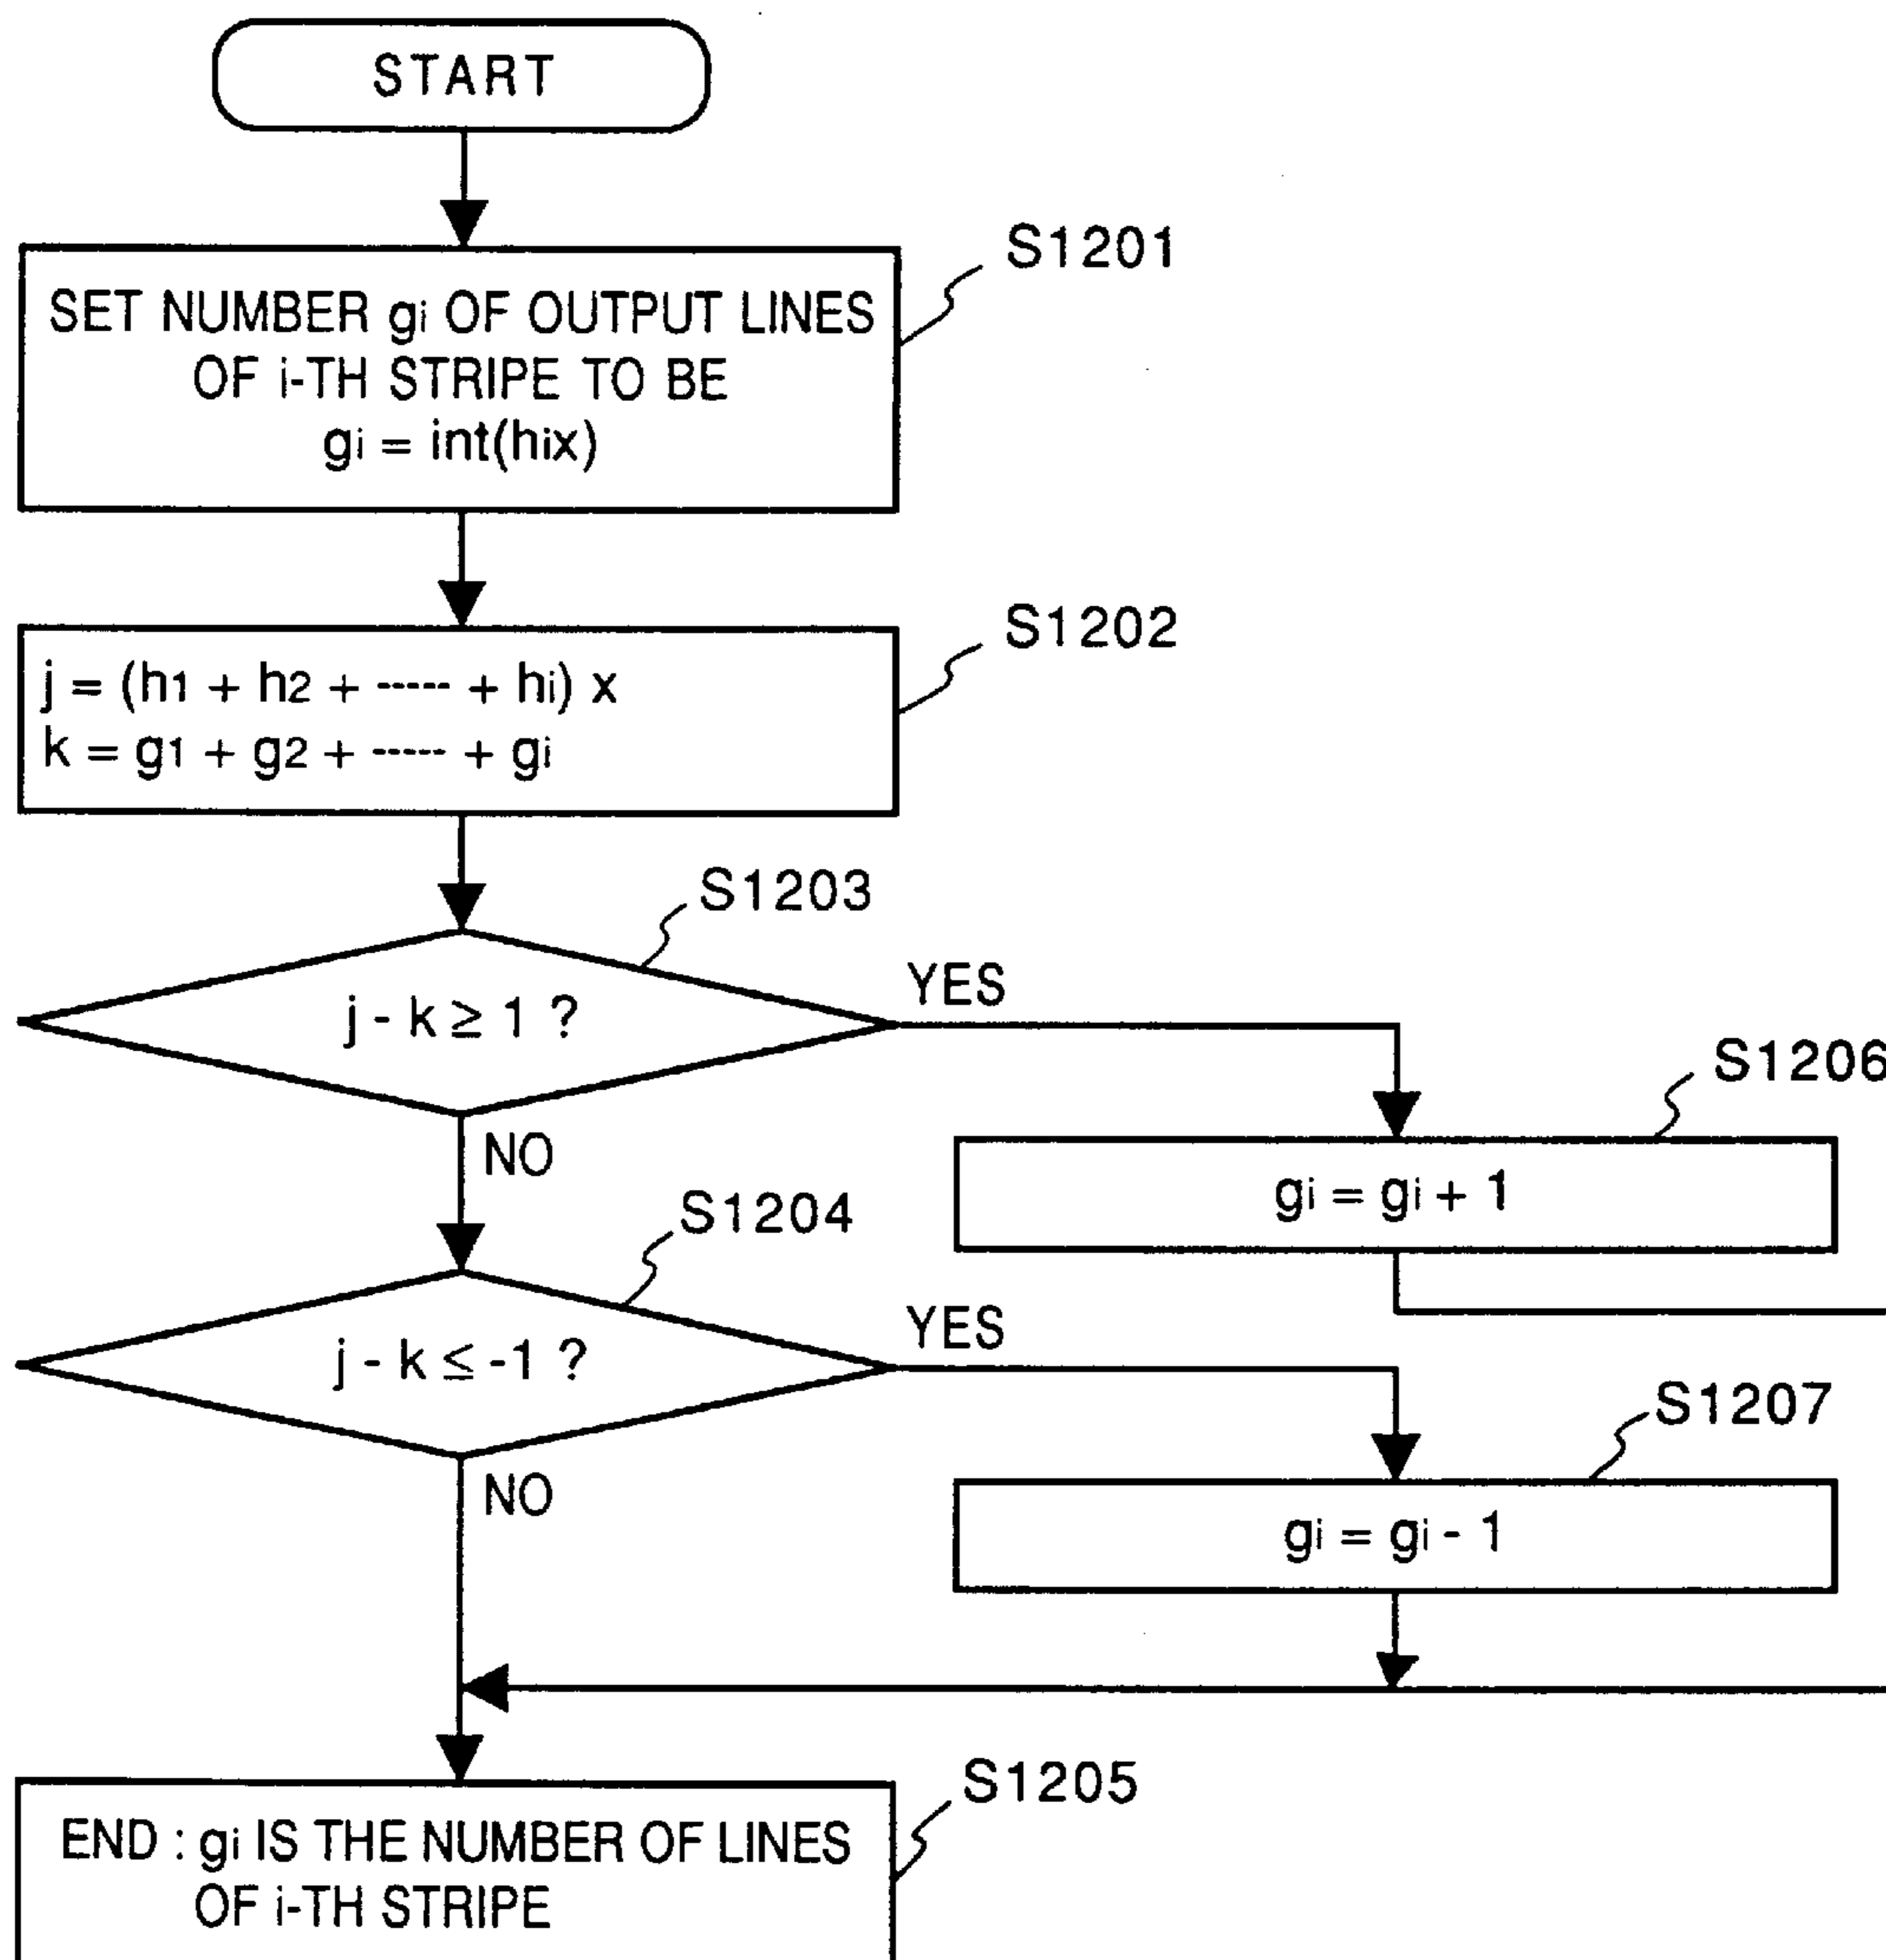 START
S1201
SET NUMBER gi OF OUTPUT LINES
OF i-TH STRIPE TO BE
gi = int(hix)
S1202
j = (h1 + h2 + ----- + hi) x
k = g1 + g2 + ----- + gi
S1203
j - k ≥ 1 ?
YES
NO
S1206
gi = gi + 1
S1204
j - k ≤ -1 ?
YES
NO
S1207
gi = gi - 1
S1205
END : gi IS THE NUMBER OF LINES
OF i-TH STRIPE